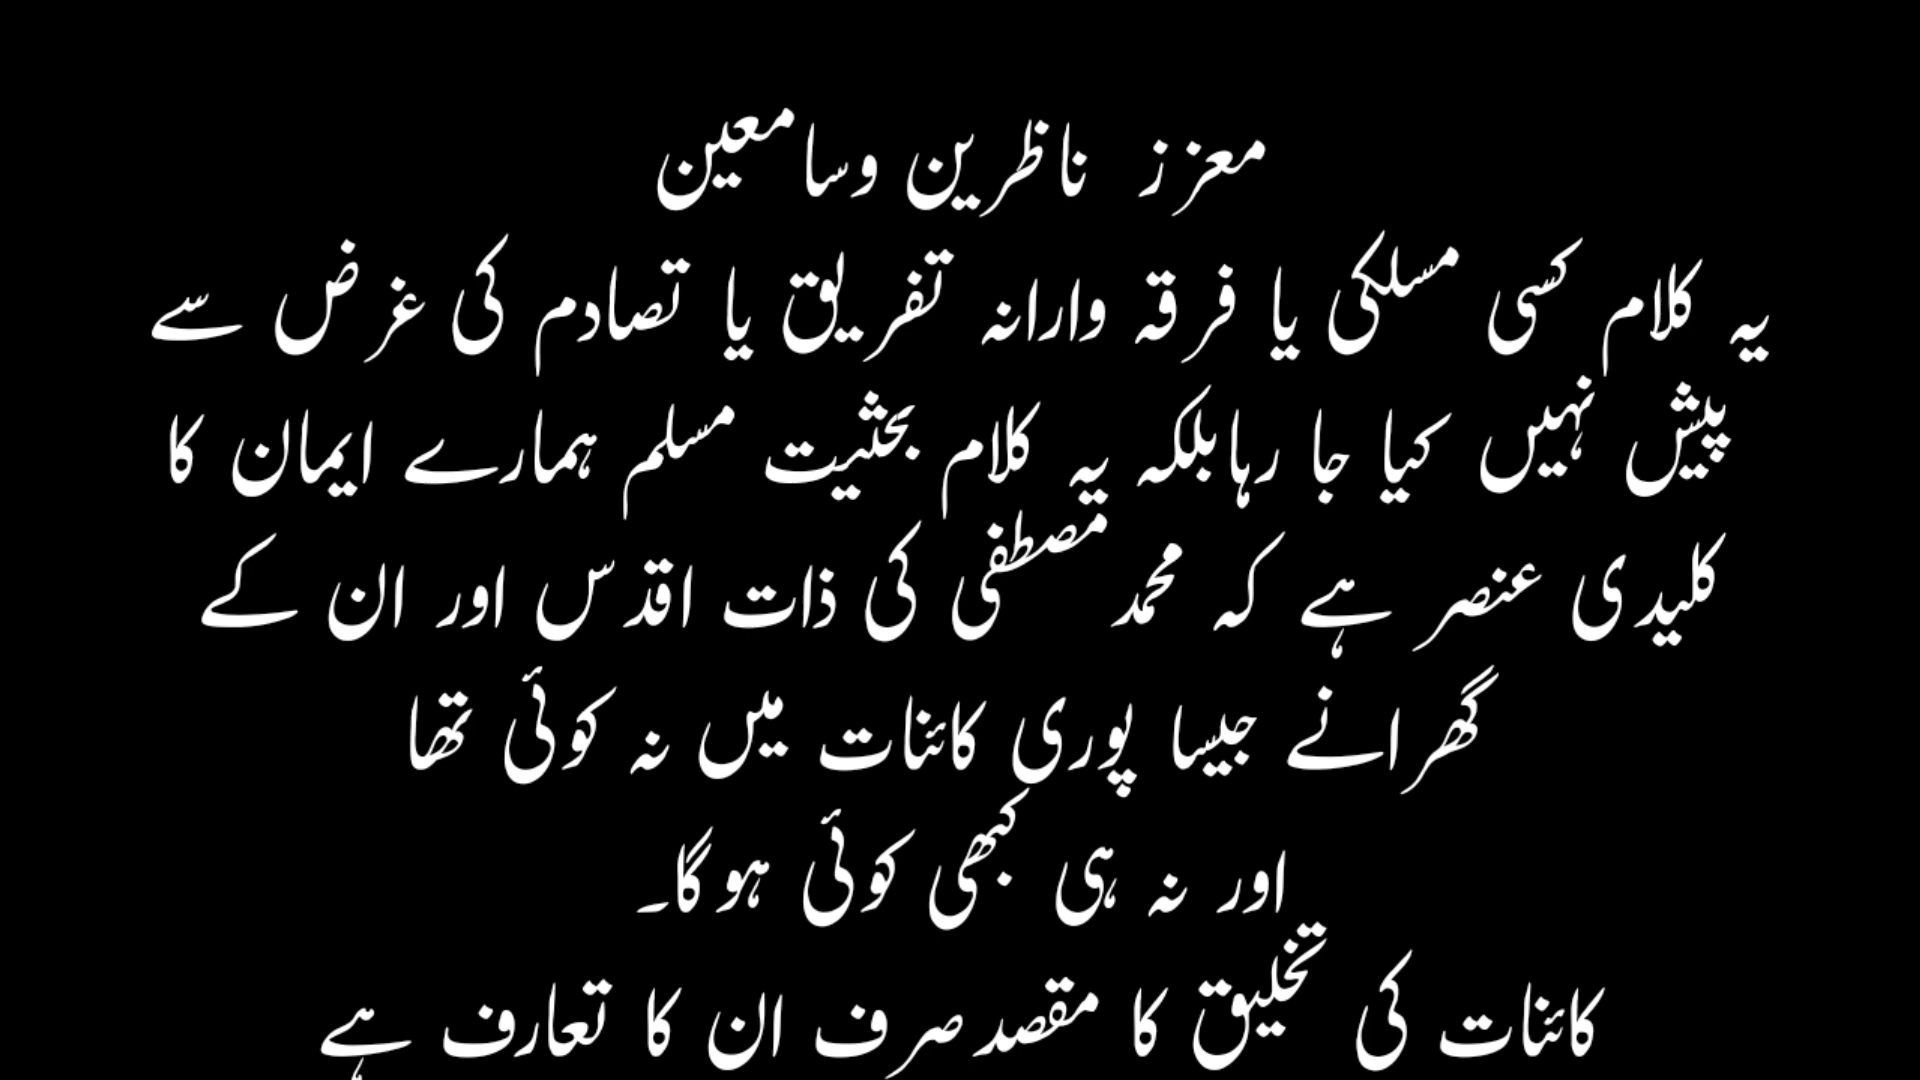 معزز ناظرین وسامعین
یہ کلام کسی مسلکی یا فرقہ وارانہ تفریق یا تصادم کی غرض سے
پیش نہیں کیا جا رہابلکہ یہ کلام بحثیت مسلم ہمارے ایمان کا
کلیدی عنصر ہے کہ محمد مصطفی کی ذات اقدس اور ان کے
گھرانے جیسا پوری کائنات میں نہ کوئی تھا
اور نہ ہی کبھی کوئی ہوگا۔
کائنات کی تخلیق کا مقصد صرف ان کا تعارف ہے